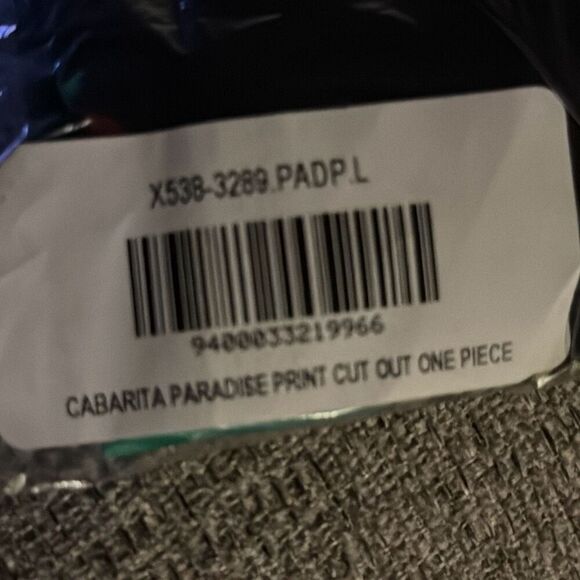 X538-3289.PADP.L
9400033219966
CABARITA PARADISE PRINT CUT OUT ONE PIECE